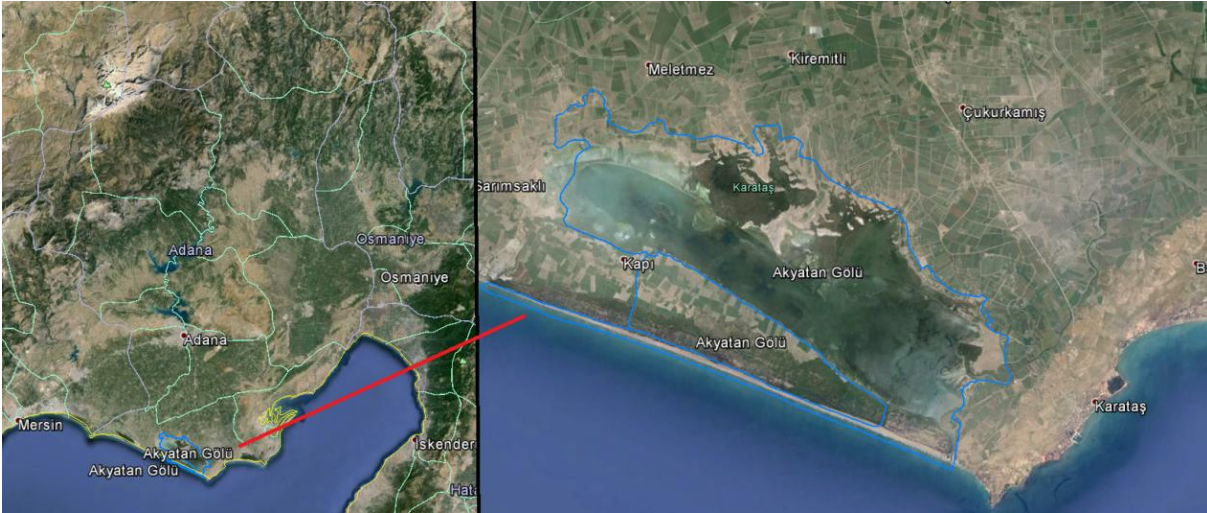 Adana
Osmaniye
Osmaniye
Adana
Mersin
Akyatan Gölü
Akyatan Gölü
İskender
Hata
Meletmez
Kiremitli
Çukurkamış
Sarımsaklı
Karataş
Kapı
Akyatan Gölü
Akyatan Gölü
Karataş